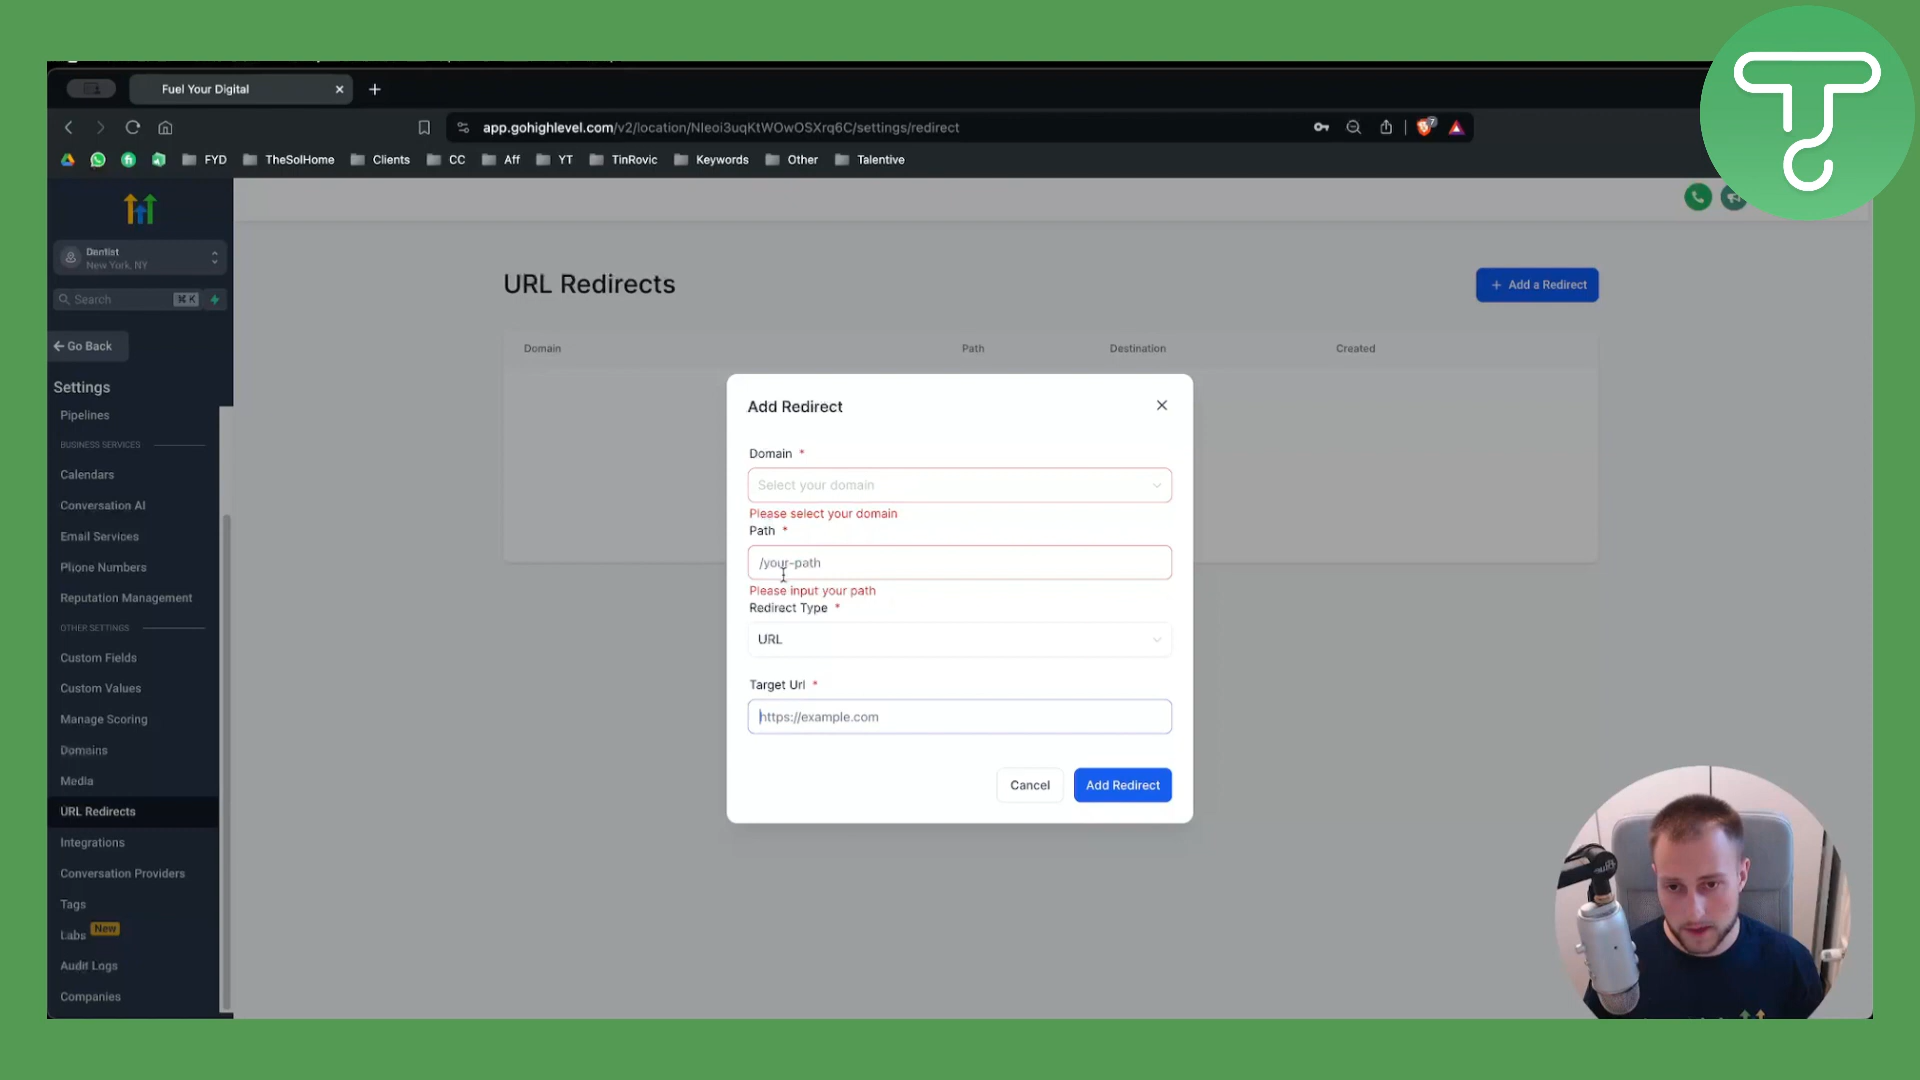 Fuel Your Digital
app.gohighlevel.com/v2/location/Nleoi3uqKtWOwOSXrq6C/settings/redirect
7
FYD
TheSolHome
Clients
CC
Aff
YT
TinRovic
Keywords
Other
Talentive
Dentist
New York, NY
Search
⌘ K
Go Back
Settings
Pipelines
BUSINESS SERVICES
Calendars
Conversation AI
Email Services
Phone Numbers
Reputation Management
OTHER SETTINGS
Custom Fields
Custom Values
Manage Scoring
Domains
Media
URL Redirects
Integrations
Conversation Providers
Tags
Labs New
Audit Logs
Companies
URL Redirects
+ Add a Redirect
Domain
Path
Destination
Created
Add Redirect
Domain *
Select your domain
Please select your domain
Path *
/your-path
Please input your path
Redirect Type *
URL
Target Url *
https://example.com
Cancel
Add Redirect